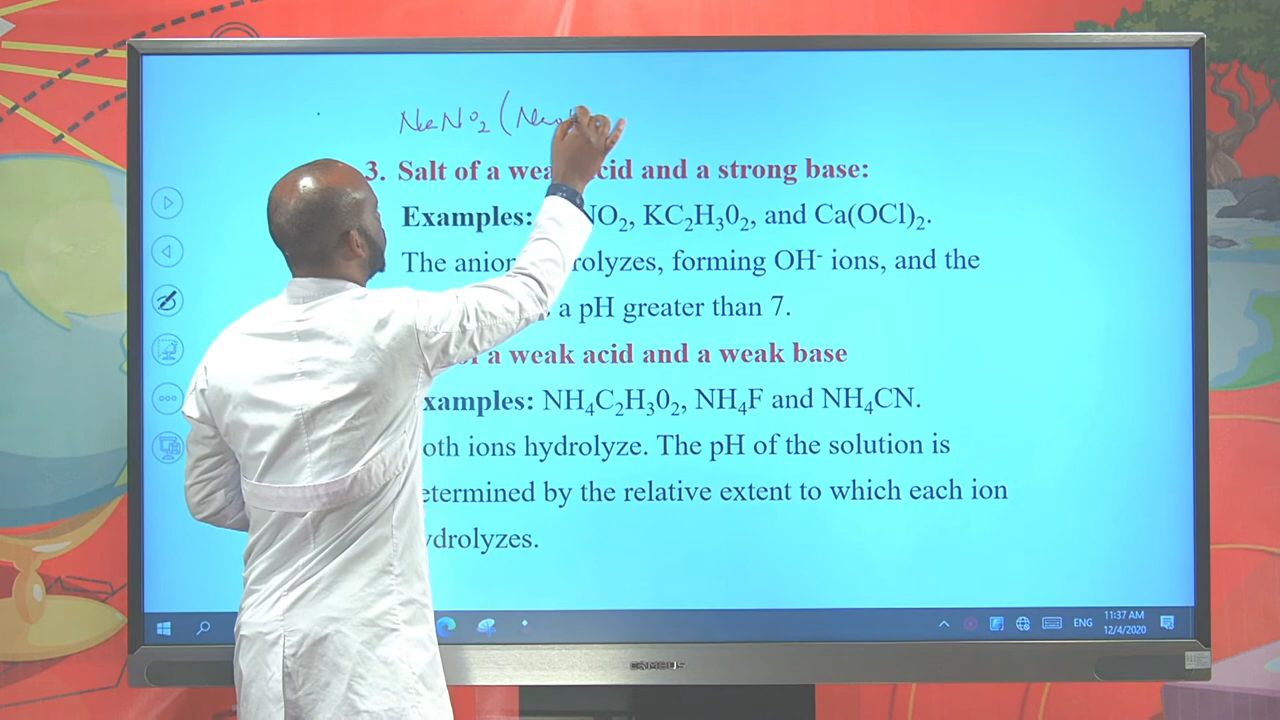 NaNO₂ (NaO
3. Salt of a wea cid and a strong base:
Examples: NO₂, KC₂H₃0₂, and Ca(OCl)₂.
The anion rolyzes, forming OH⁻ ions, and the
a pH greater than 7.
of a weak acid and a weak base
xamples: NH₄C₂H₃0₂, NH₄F and NH₄CN.
oth ions hydrolyze. The pH of the solution is
etermined by the relative extent to which each ion
ydrolyzes.
ENG
11:37 AM
12/4/2020